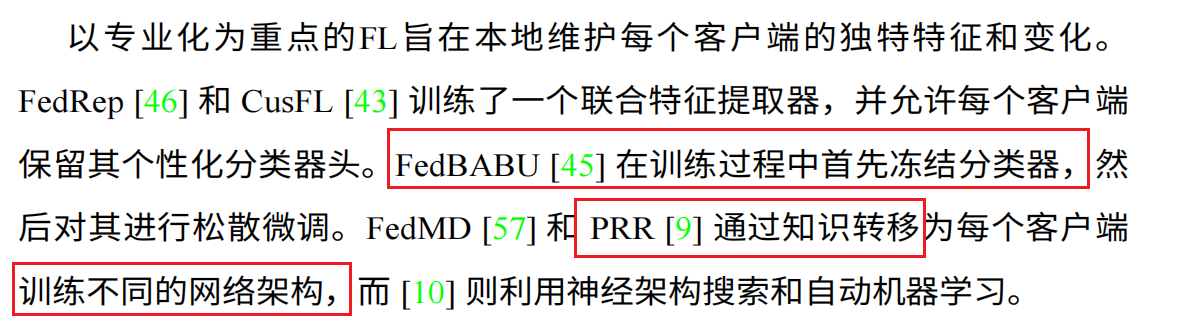 以专业化为重点的FL旨在本地维护每个客户端的独特特征和变化。
FedRep [46] 和 CusFL [43] 训练了一个联合特征提取器，并允许每个客户端
保留其个性化分类器头。FedBABU [45] 在训练过程中首先冻结分类器，然
后对其进行松散微调。FedMD [57] 和 PRR [9] 通过知识转移为每个客户端
训练不同的网络架构，而 [10] 则利用神经架构搜索和自动机器学习。